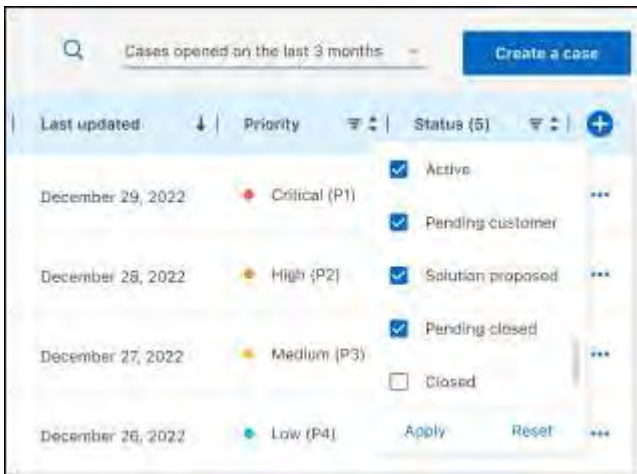 Cases opened on the last 3 months
Create a case
Last updated
Priority
Status (5)
Active
December 29, 2022
Critical (P1)
Pending customer
December 28, 2022
High (P2)
Solution proposed
Pending closed
December 27, 2022
Medium (P3)
Closed
December 26, 2022
Low (P4)
Apply
Reset